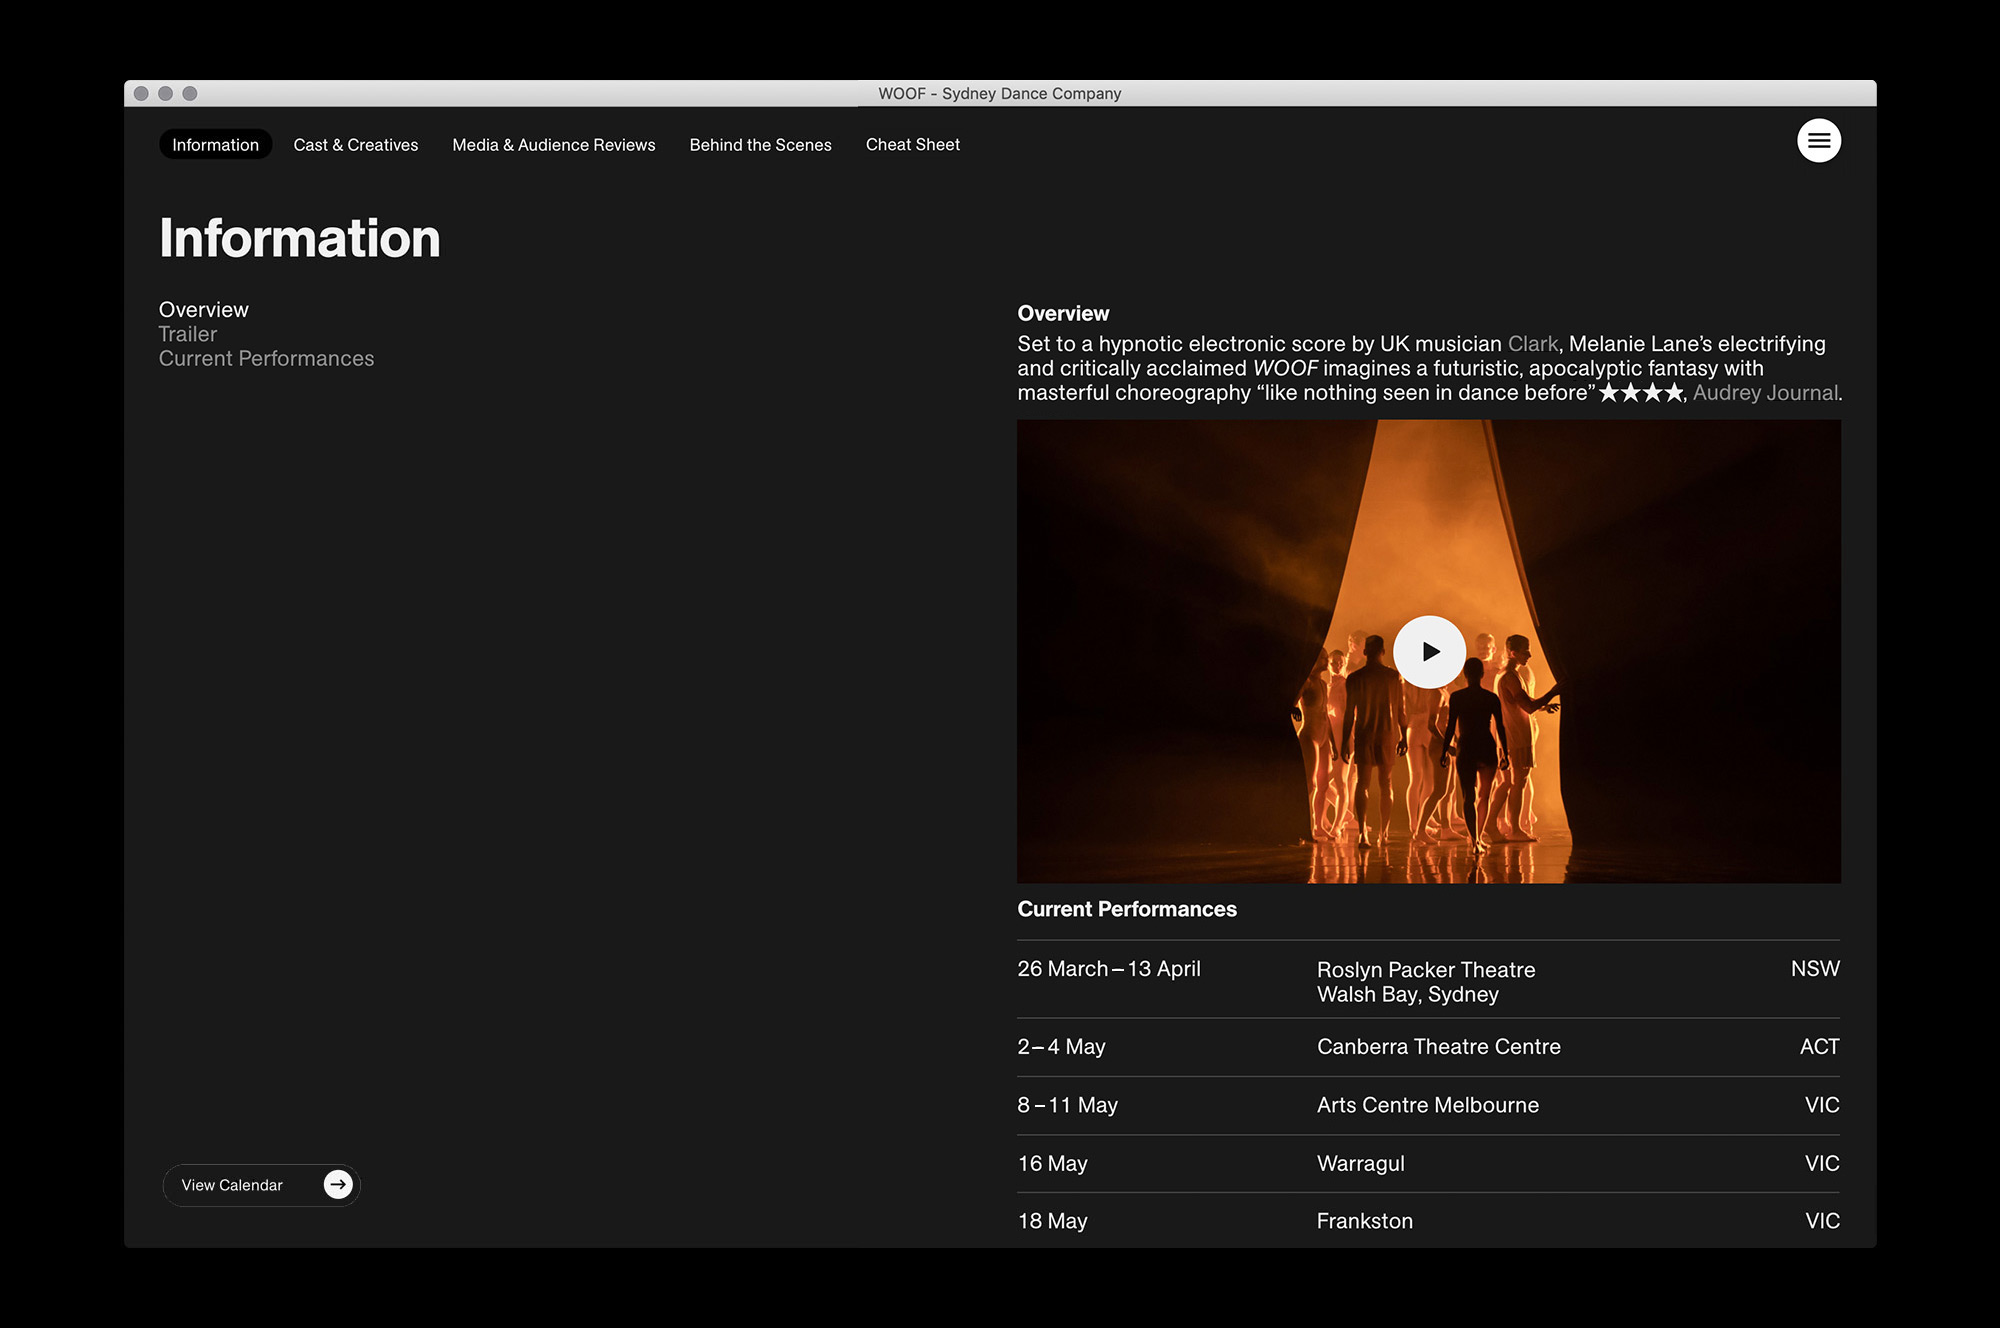 WOOF - Sydney Dance Company
Information
Cast & Creatives
Media & Audience Reviews
Behind the Scenes
Cheat Sheet
Information
Overview
Trailer
Current Performances
Overview
Set to a hypnotic electronic score by UK musician Clark, Melanie Lane’s electrifying
and critically acclaimed WOOF imagines a futuristic, apocalyptic fantasy with
masterful choreography “like nothing seen in dance before”★★★★, Audrey Journal.
Current Performances
26 March – 13 April
Roslyn Packer Theatre
Walsh Bay, Sydney
NSW
2 – 4 May
Canberra Theatre Centre
ACT
8 – 11 May
Arts Centre Melbourne
VIC
16 May
Warragul
VIC
18 May
Frankston
VIC
View Calendar